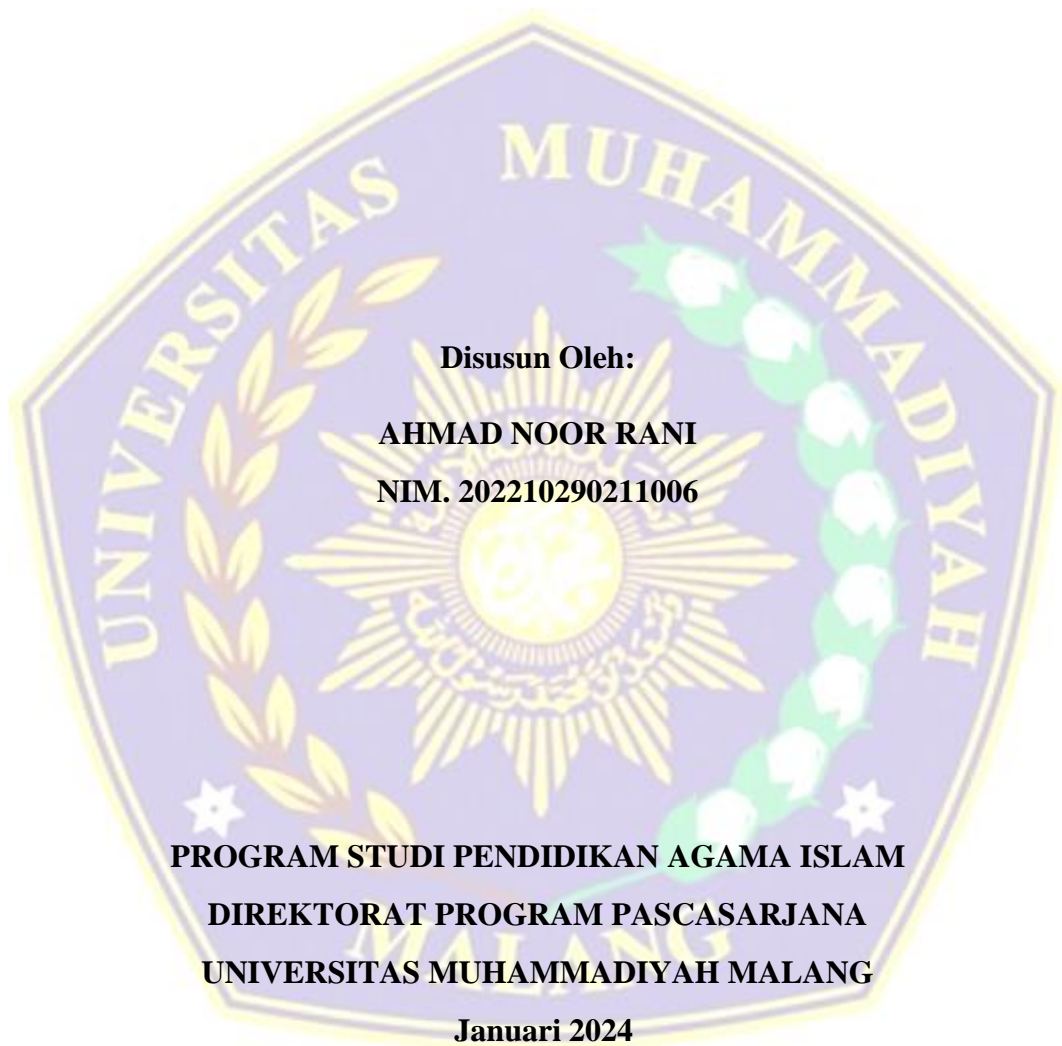 UNIVERSITAS MUHAMMADIYAH
Disusun Oleh:
AHMAD NOOR RANI
NIM. 202210290211006
PROGRAM STUDI PENDIDIKAN AGAMA ISLAM
DIREKTORAT PROGRAM PASCASARJANA
MALANG
UNIVERSITAS MUHAMMADIYAH MALANG
Januari 2024